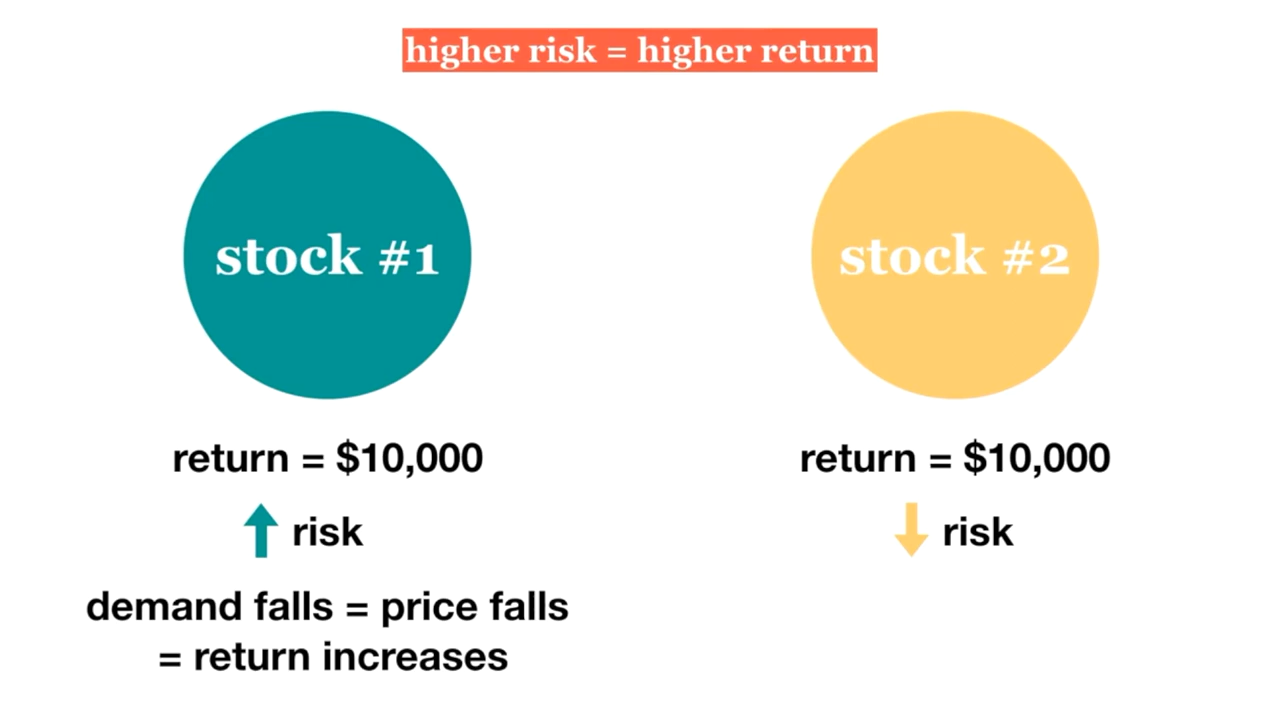 higher risk = higher return
stock #1
stock #2
return = $10,000
return = $10,000
risk
risk
demand falls = price falls
= return increases